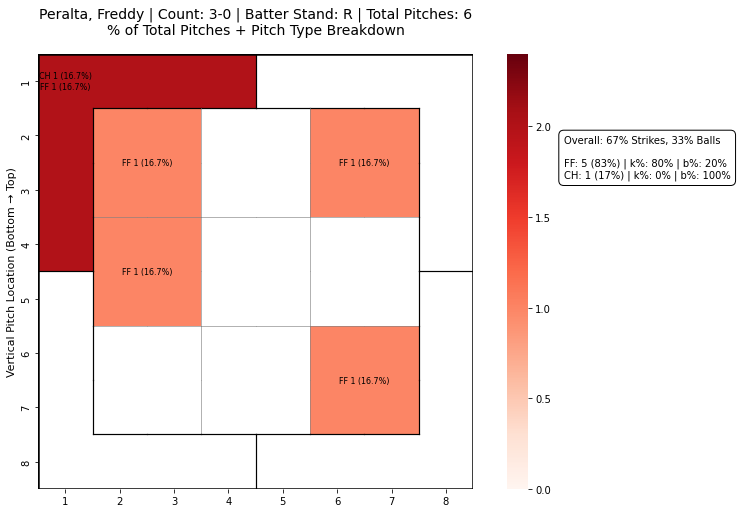 Peralta, Freddy | Count: 3-0 | Batter Stand: R | Total Pitches: 6
% of Total Pitches + Pitch Type Breakdown
CH 1 (16.7%)
FF 1 (16.7%)
FF 1 (16.7%)
FF 1 (16.7%)
FF 1 (16.7%)
FF 1 (16.7%)
Vertical Pitch Location (Bottom → Top)
1
2
3
4
5
6
7
8
1
2
3
4
5
6
7
8
2.0
1.5
1.0
0.5
0.0
Overall: 67% Strikes, 33% Balls
FF: 5 (83%) | k%: 80% | b%: 20%
CH: 1 (17%) | k%: 0% | b%: 100%